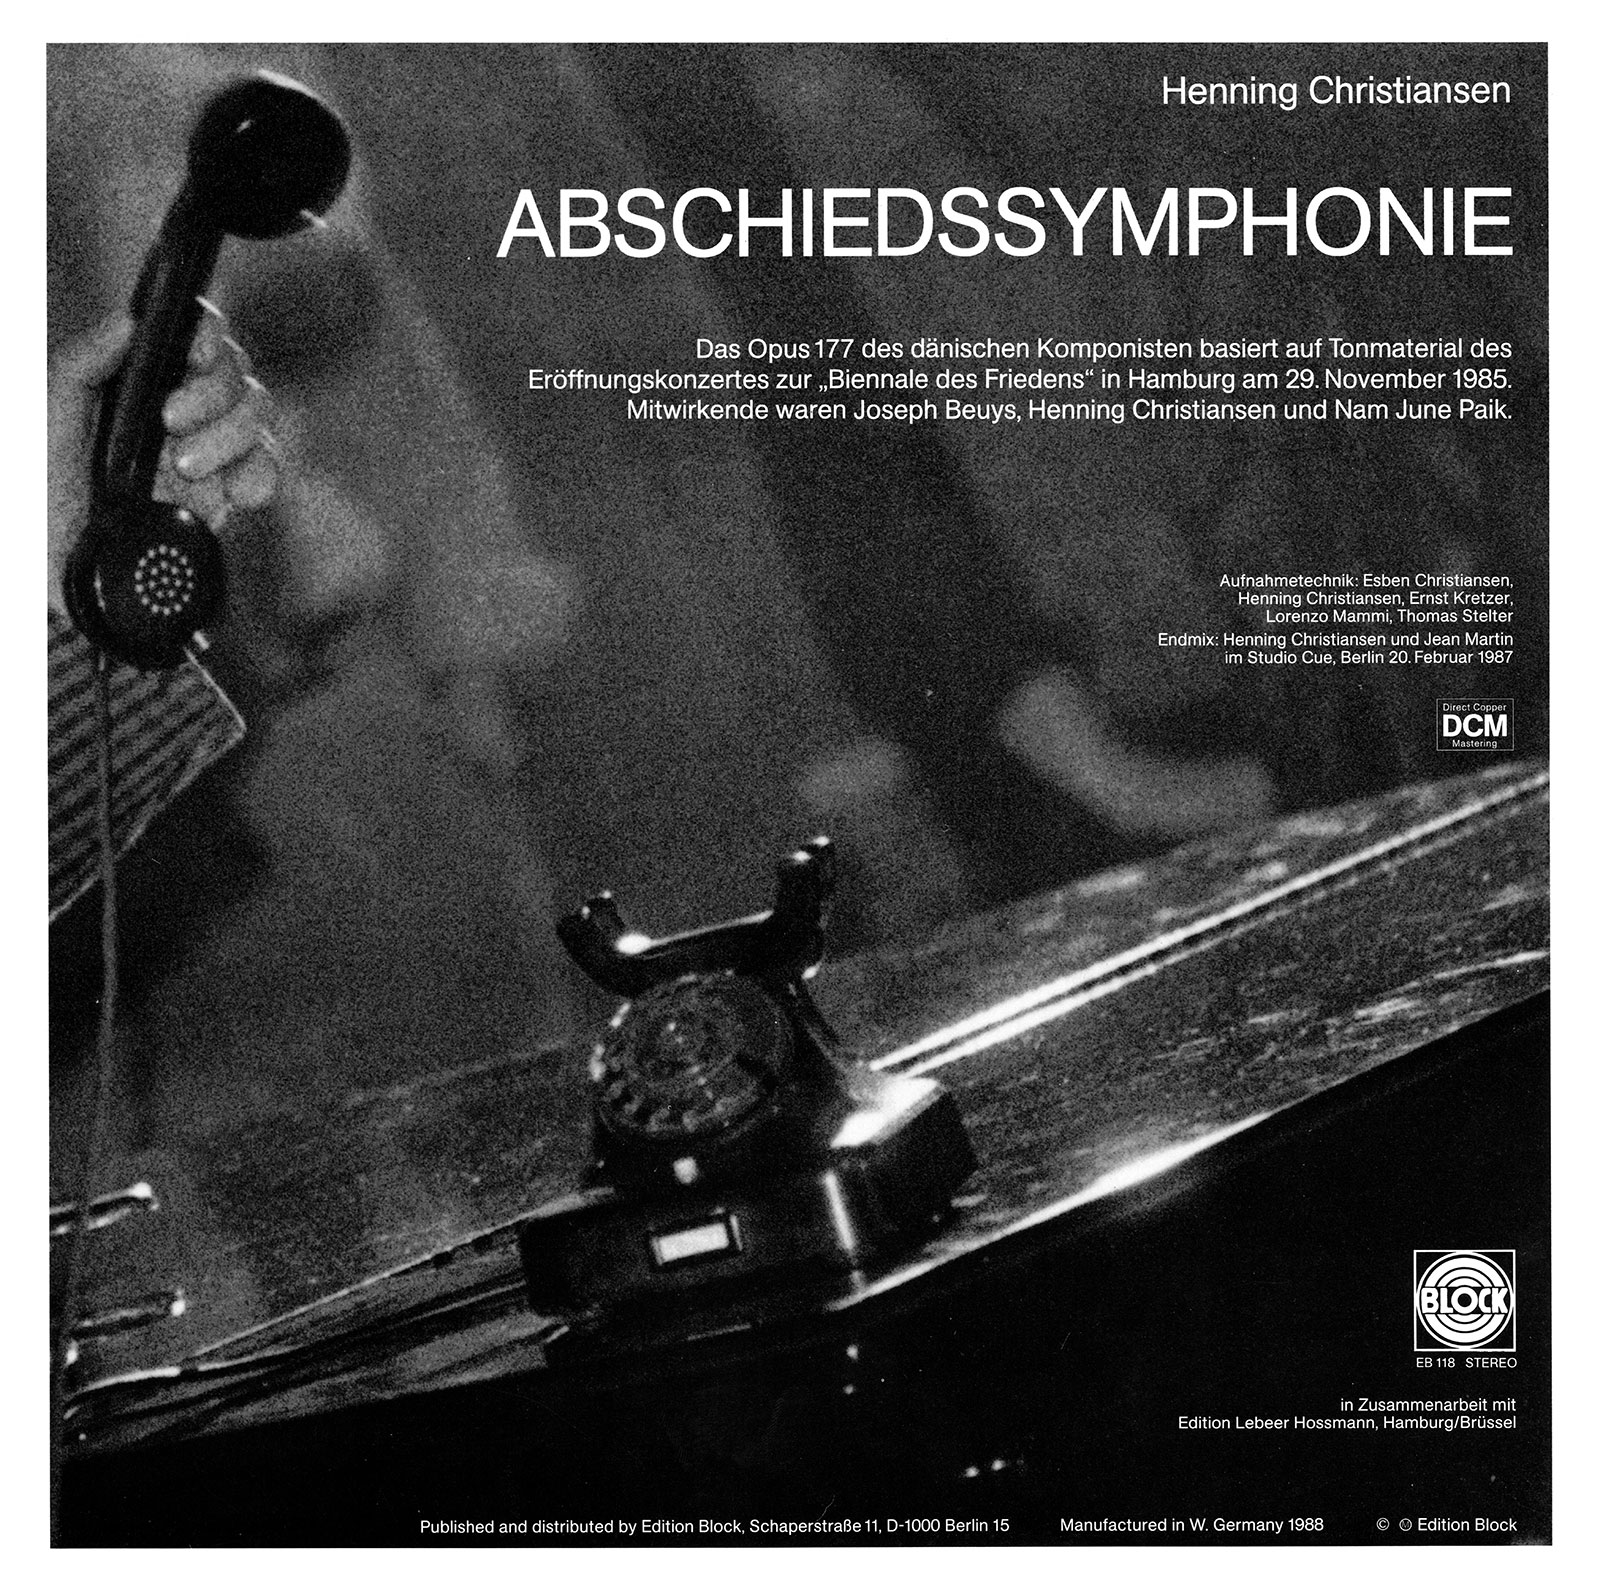 Henning Christiansen
ABSCHIEDSSYMPHONIE
Das Opus 177 des dänischen Komponisten basiert auf Tonmaterial des
Eröffnungskonzertes zur „Biennale des Friedens“ in Hamburg am 29. November 1985.
Mitwirkende waren Joseph Beuys, Henning Christiansen und Nam June Paik.
Aufnahmetechnik: Esben Christiansen,
Henning Christiansen, Ernst Kretzer,
Lorenzo Mammi, Thomas Stelter
Endmix: Henning Christiansen und Jean Martin
im Studio Cue, Berlin 20. Februar 1987
Direct Copper
DCM
Mastering
BLOCK
EB 118 STEREO
in Zusammenarbeit mit
Edition Lebeer Hossmann, Hamburg/Brüssel
Published and distributed by Edition Block, Schaperstraße 11, D-1000 Berlin 15 Manufactured in W. Germany 1988 © Ⓜ Edition Block